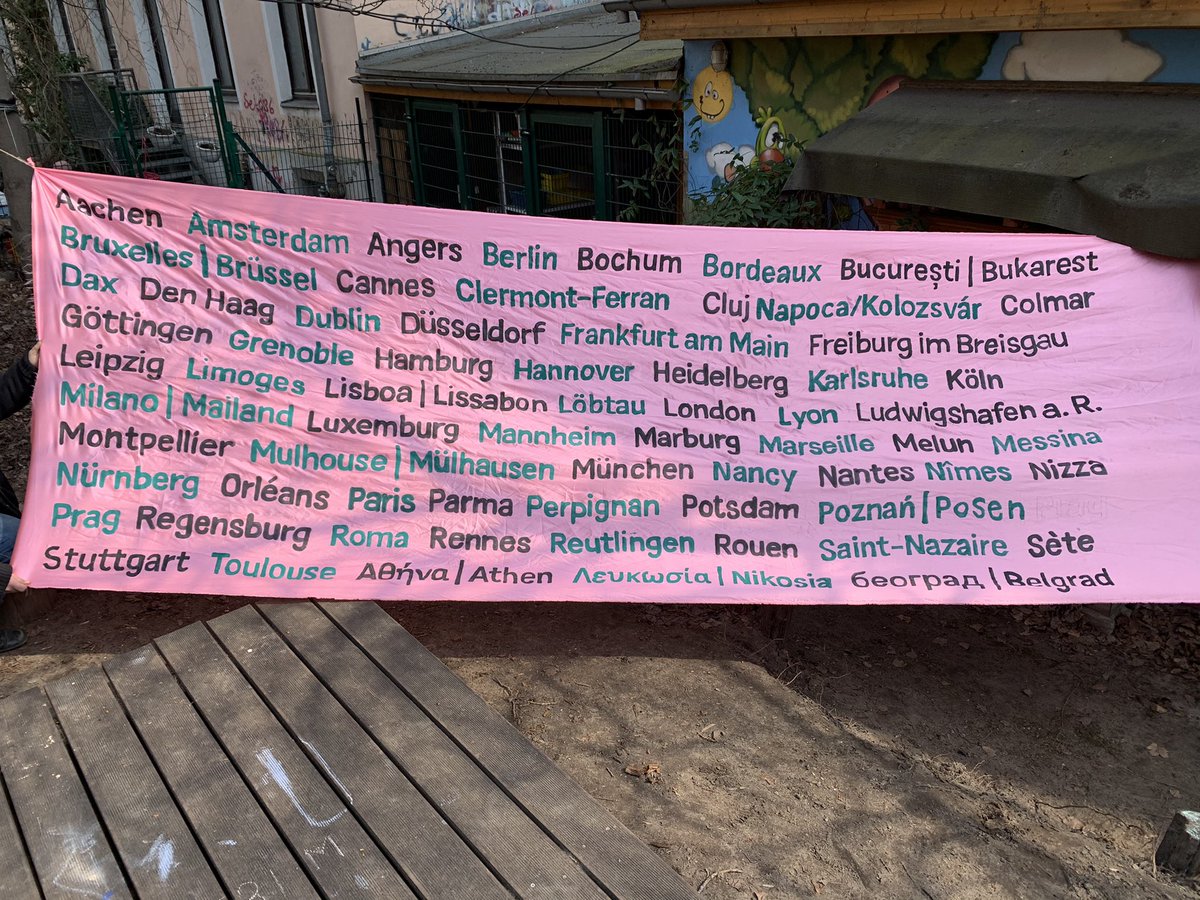 Aachen Amsterdam Angers Berlin Bochum Bordeaux București | Bukarest
Bruxelles | Brüssel Cannes Clermont-Ferran Cluj Napoca/Kolozsvár Colmar
Dax Den Haag Dublin Düsseldorf Frankfurt am Main Freiburg im Breisgau
Göttingen Grenoble Hamburg Hannover Heidelberg Karlsruhe Köln
Leipzig Limoges Lisboa | Lissabon Löbtau London Lyon Ludwigshafen a. R.
Milano | Mailand Luxemburg Mannheim Marburg Marseille Melun Messina
Montpellier Mulhouse | Mülhausen München Nancy Nantes Nîmes Nizza
Nürnberg Orléans Paris Parma Perpignan Potsdam Poznań | Posen
Prag Regensburg Roma Rennes Reutlingen Rouen Saint-Nazaire Sète
Stuttgart Toulouse Αθήνα | Athen Λευκωσία | Nikosia београд | Belgrad